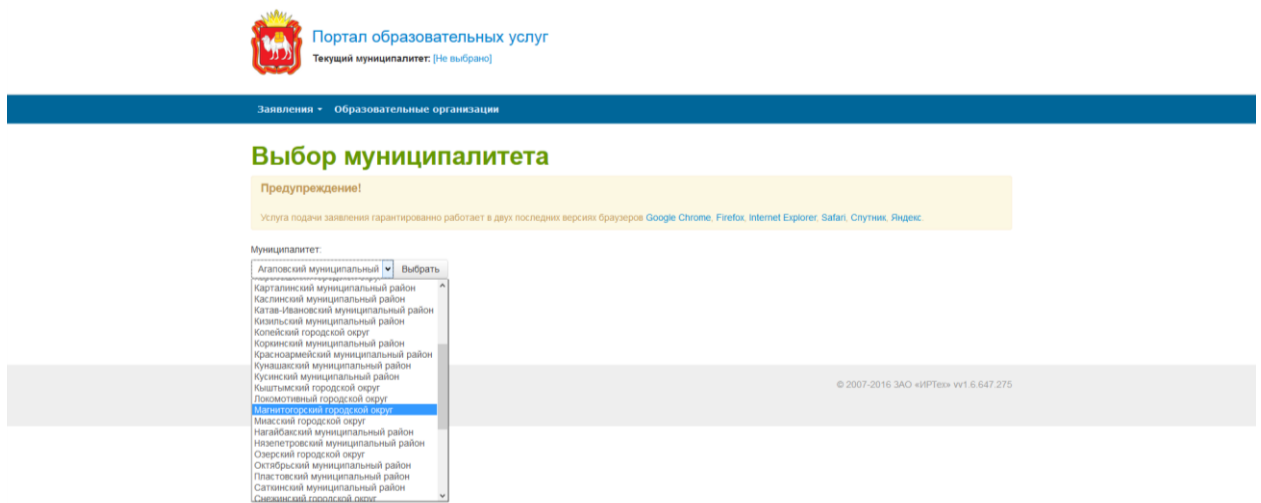 Портал образовательных услуг
Текущий муниципалитет: [Не выбрано]
Заявления Образовательные организации
Выбор муниципалитета
Предупреждение!
Услуга подачи заявления гарантированно работает в двух последних версиях браузеров Google Chrome, Firefox, Internet Explorer, Safari, Спутник, Яндекс.
Муниципалитет:
Агаповский муниципальный Выбрать
Карталинский муниципальный район
Каслинский муниципальный район
Катав-Ивановский муниципальный район
Кизильский муниципальный район
Копейский городской округ
Коркинский муниципальный район
Красноармейский муниципальный район
Кунашакский муниципальный район
Кусинский муниципальный район
Кыштымский городской округ
Локомотивный городской округ
Магнитогорский городской округ
Миасский городской округ
Нагайбакский муниципальный район
Нязепетровский муниципальный район
Озерский городской округ
Октябрьский муниципальный район
Пластовский муниципальный район
Саткинский муниципальный район
Снежинский городской округ
© 2007-2016 ЗАО «ИРТех» vv1.6.647.275